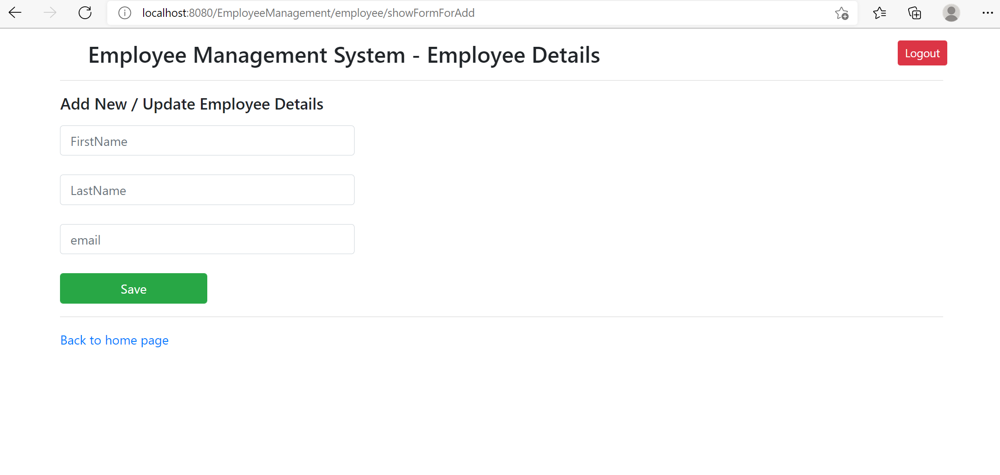 localhost:8080/EmployeeManagement/employee/showFormForAdd
Employee Management System - Employee Details
Logout
Add New / Update Employee Details
FirstName
LastName
email
Save
Back to home page